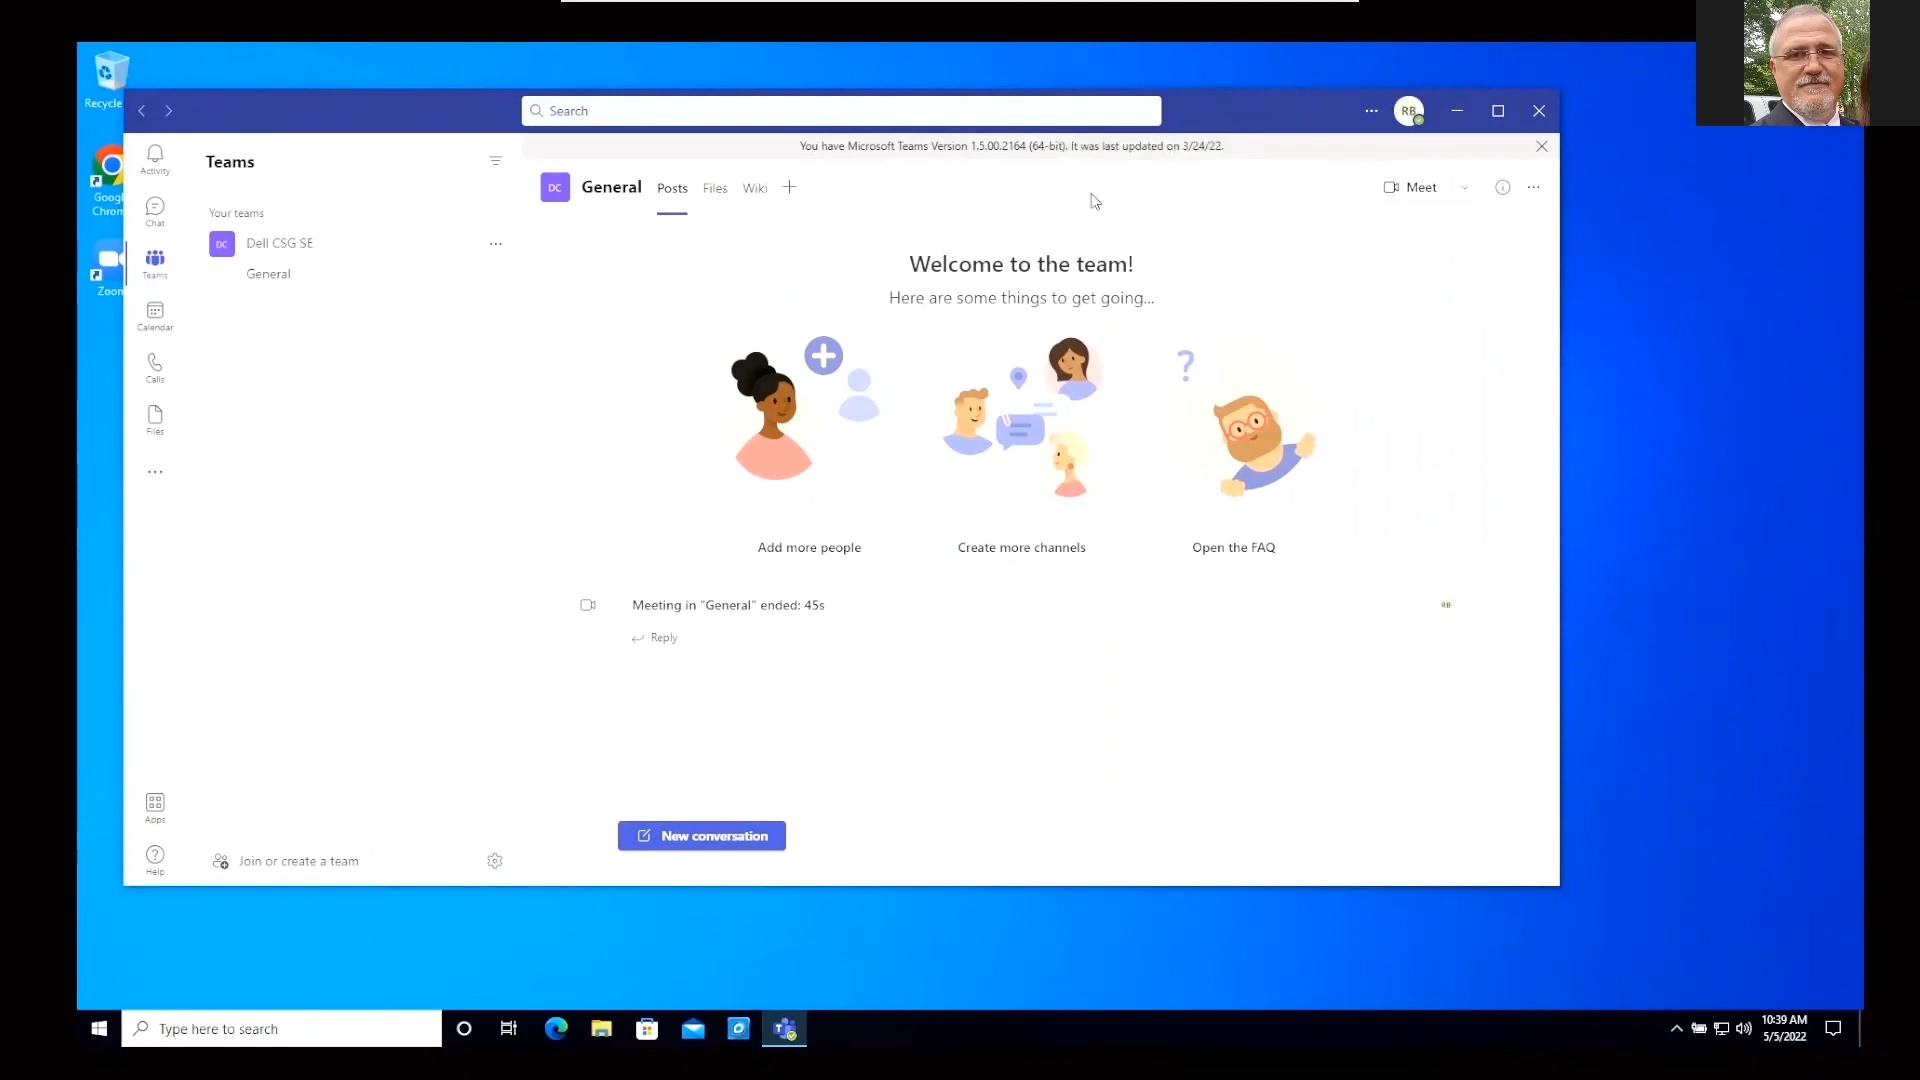 Recycle
Search
RB
You have Microsoft Teams Version 1.5.00.2164 (64-bit). It was last updated on 3/24/22.
Activity
Teams
DC
General
Posts
Files
Wiki
Meet
Google
Chrom
Chat
Your teams
DC
Dell CSG SE
General
Teams
Zoom
Calendar
Calls
Files
Welcome to the team!
Here are some things to get going...
?
Add more people
Create more channels
Open the FAQ
Meeting in "General" ended: 45s
RB
Reply
Apps
New conversation
Help
Join or create a team
Type here to search
10:39 AM
5/5/2022